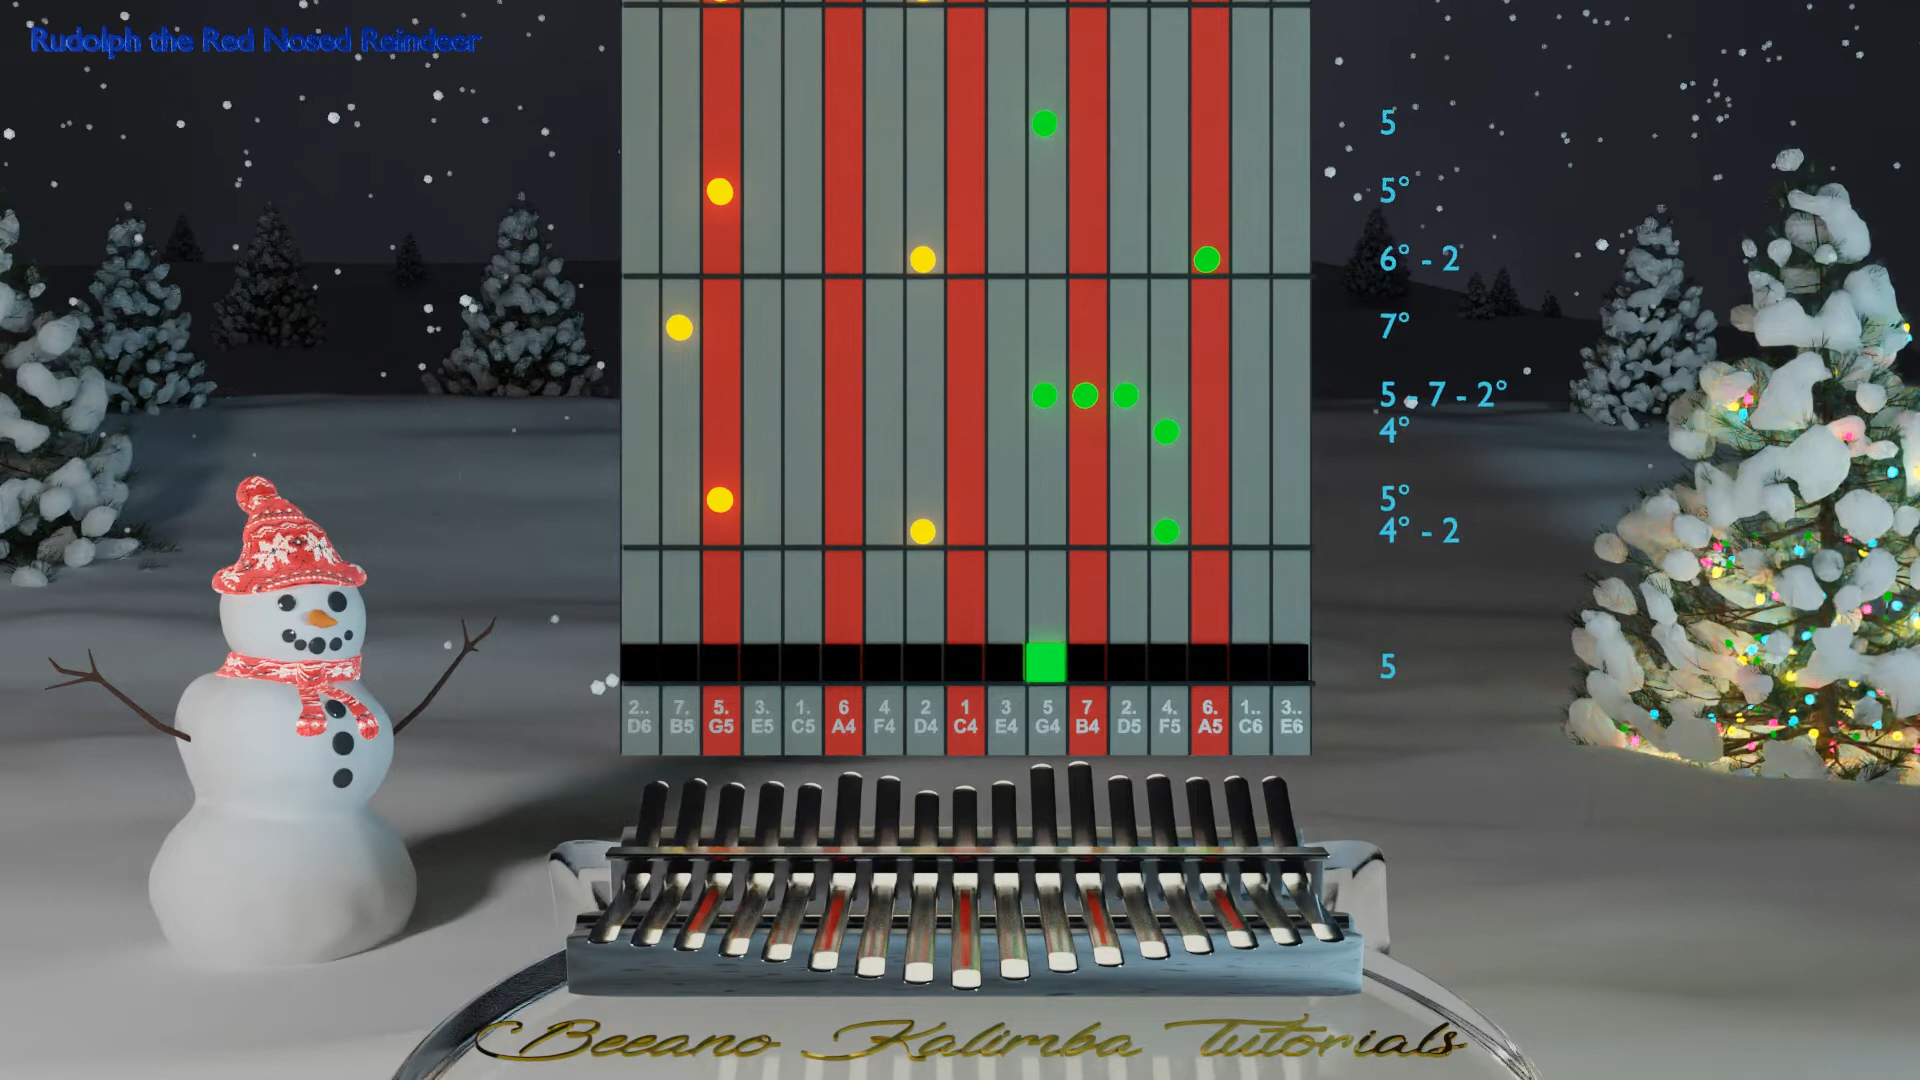 Rudolph the Red Nosed Reindeer
5
5°
6° - 2
7°
5 - 7 - 2°
4°
5°
4° - 2
5
2.. 7. 5. 3. 1. 6 4 2 1 3 5 7 2. 4. 6. 1.. 3..
D6 B5 G5 E5 C5 A4 F4 D4 C4 E4 G4 B4 D5 F5 A5 C6 E6
Beeano Kalimba Tutorials